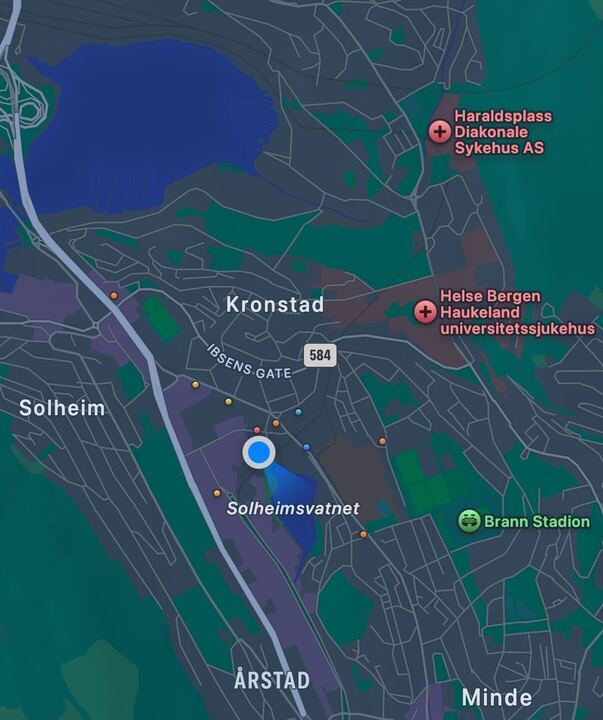 Haraldsplass
Diakonale
Sykehus AS
Helse Bergen
Haukeland
universitetssjukehus
Kronstad
584
IBSENS GATE
Solheim
Solheimsvatnet
Brann Stadion
ÅRSTAD
Minde